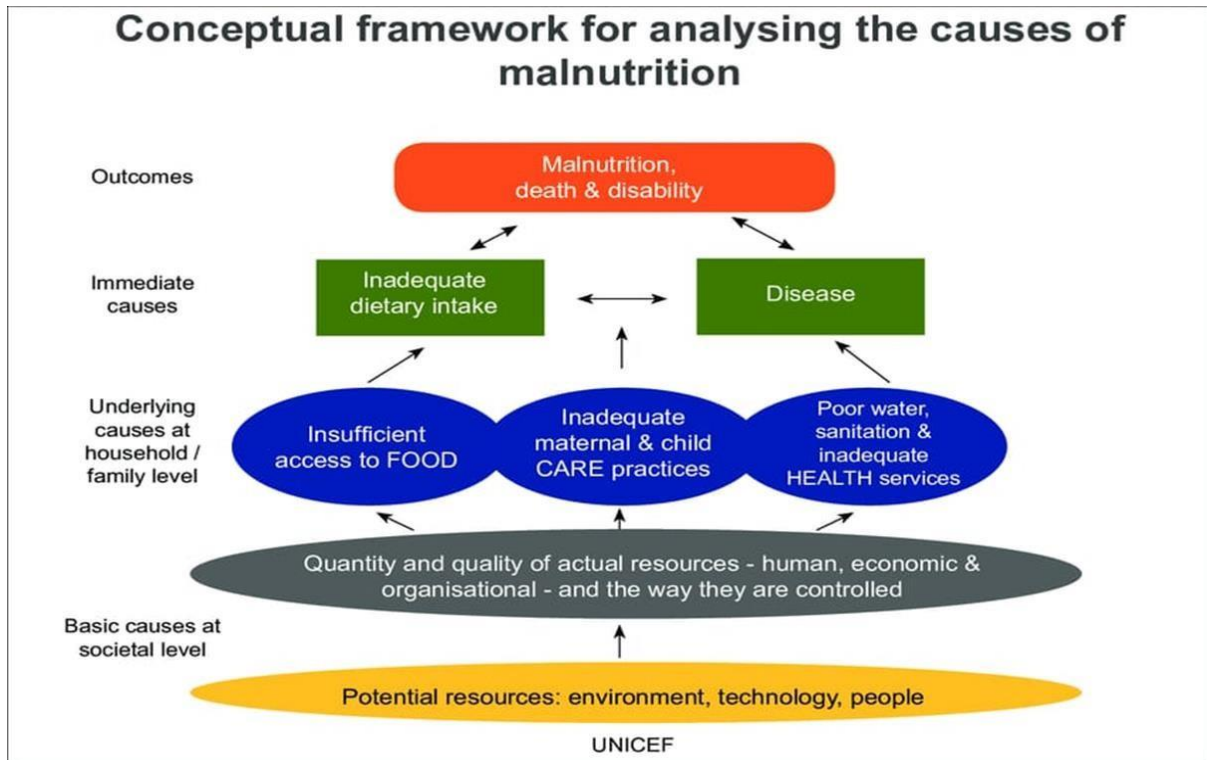 Conceptual framework for analysing the causes of
malnutrition
Outcomes
Malnutrition,
death & disability
Immediate
causes
Inadequate
dietary intake
Disease
Underlying
causes at
household /
family level
Insufficient
access to FOOD
Inadequate
maternal & child
CARE practices
Poor water,
sanitation &
inadequate
HEALTH services
Quantity and quality of actual resources - human, economic &
organisational - and the way they are controlled
Basic causes at
societal level
Potential resources: environment, technology, people
UNICEF